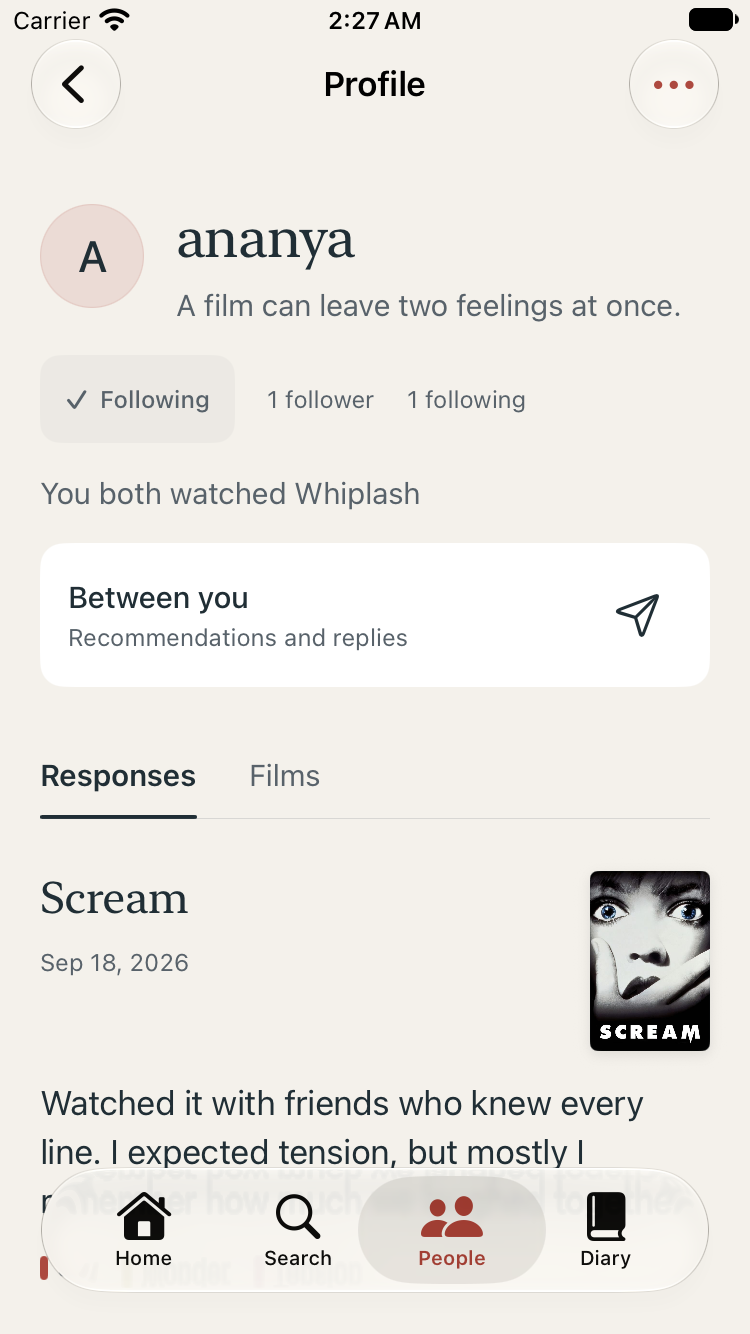 Carrier 2:27 AM
Profile
A
ananya
A film can leave two feelings at once.
Following 1 follower 1 following
You both watched Whiplash
Between you
Recommendations and replies
Responses Films
Scream
Sep 18, 2026
SCREAM
Watched it with friends who knew every
line. I expected tension, but mostly I
Home Search People Diary